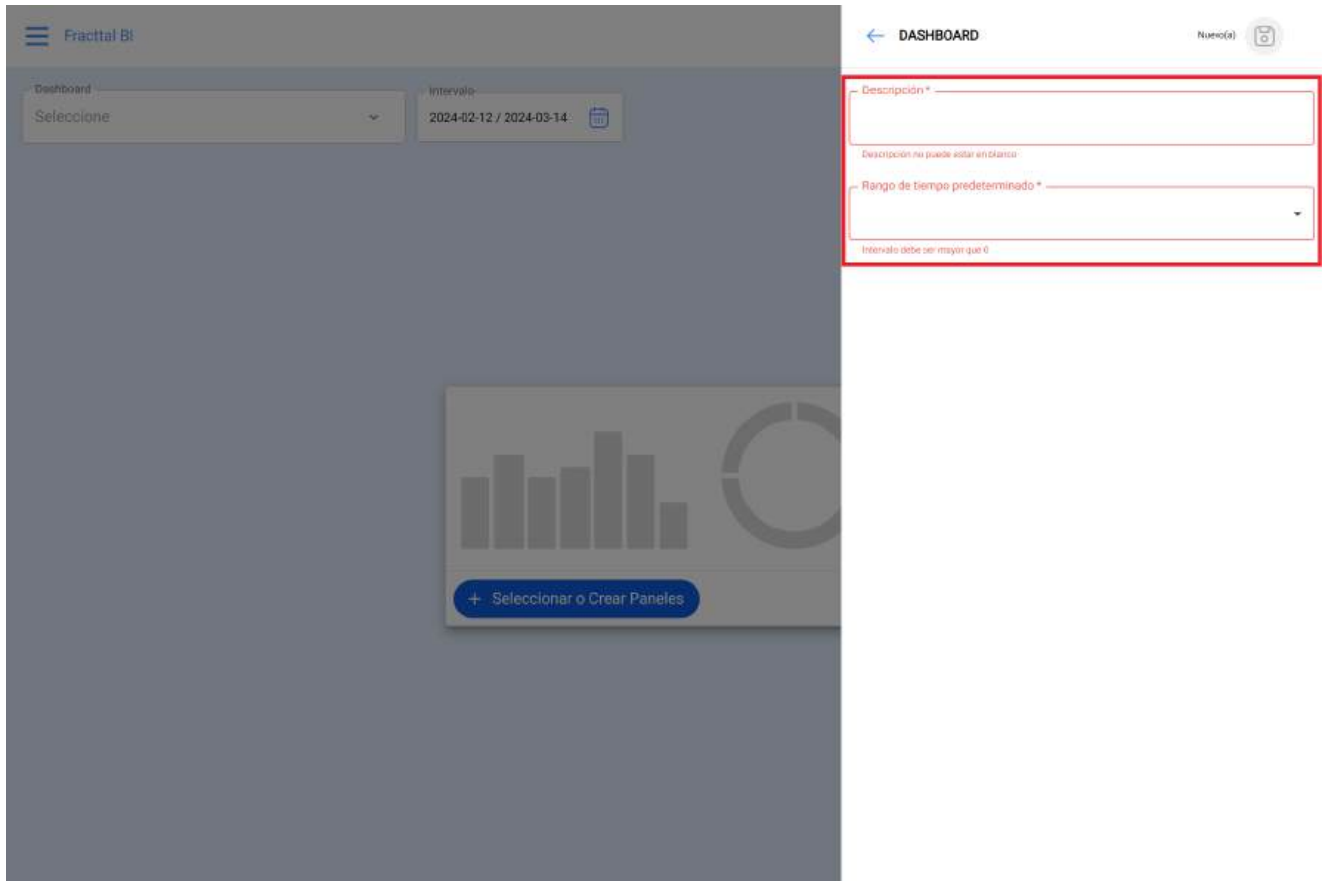 Fracttal BI
DASHBOARD
Nuevo(a)
Dashboard
Seleccione
Intervalo
2024-02-12 / 2024-03-14
Descripción *
Descripción no puede estar en blanco
Rango de tiempo predeterminado *
Intervalo debe ser mayor que 0
+ Seleccionar o Crear Paneles